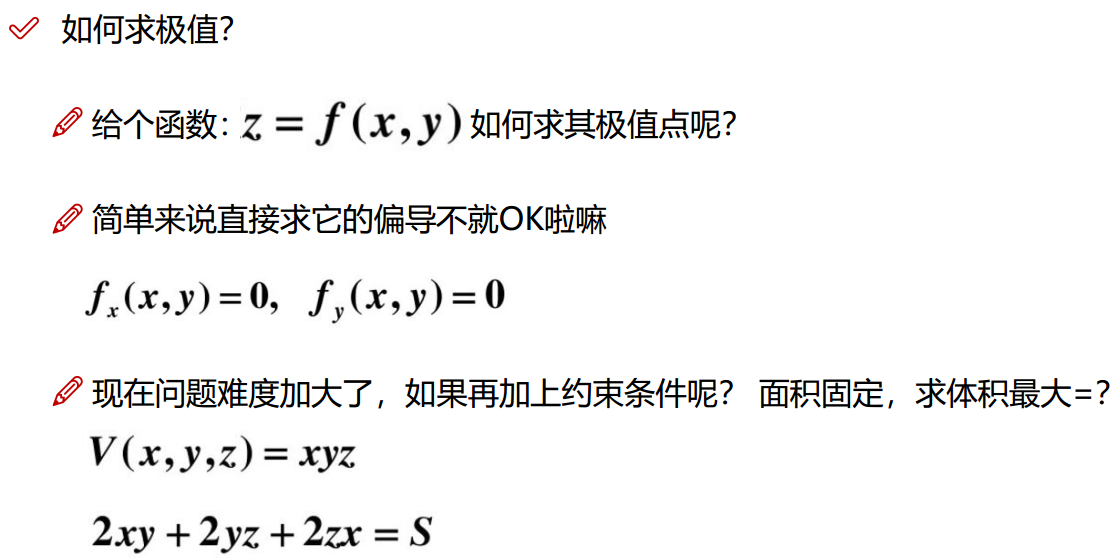 如何求极值？
给个函数：z = f(x,y)如何求其极值点呢？
简单来说直接求它的偏导不就OK啦嘛
fₓ(x,y)=0, f_y(x,y)=0
现在问题难度加大了，如果再加上约束条件呢？ 面积固定，求体积最大=？
V(x,y,z)= xyz
2xy + 2yz + 2zx = S